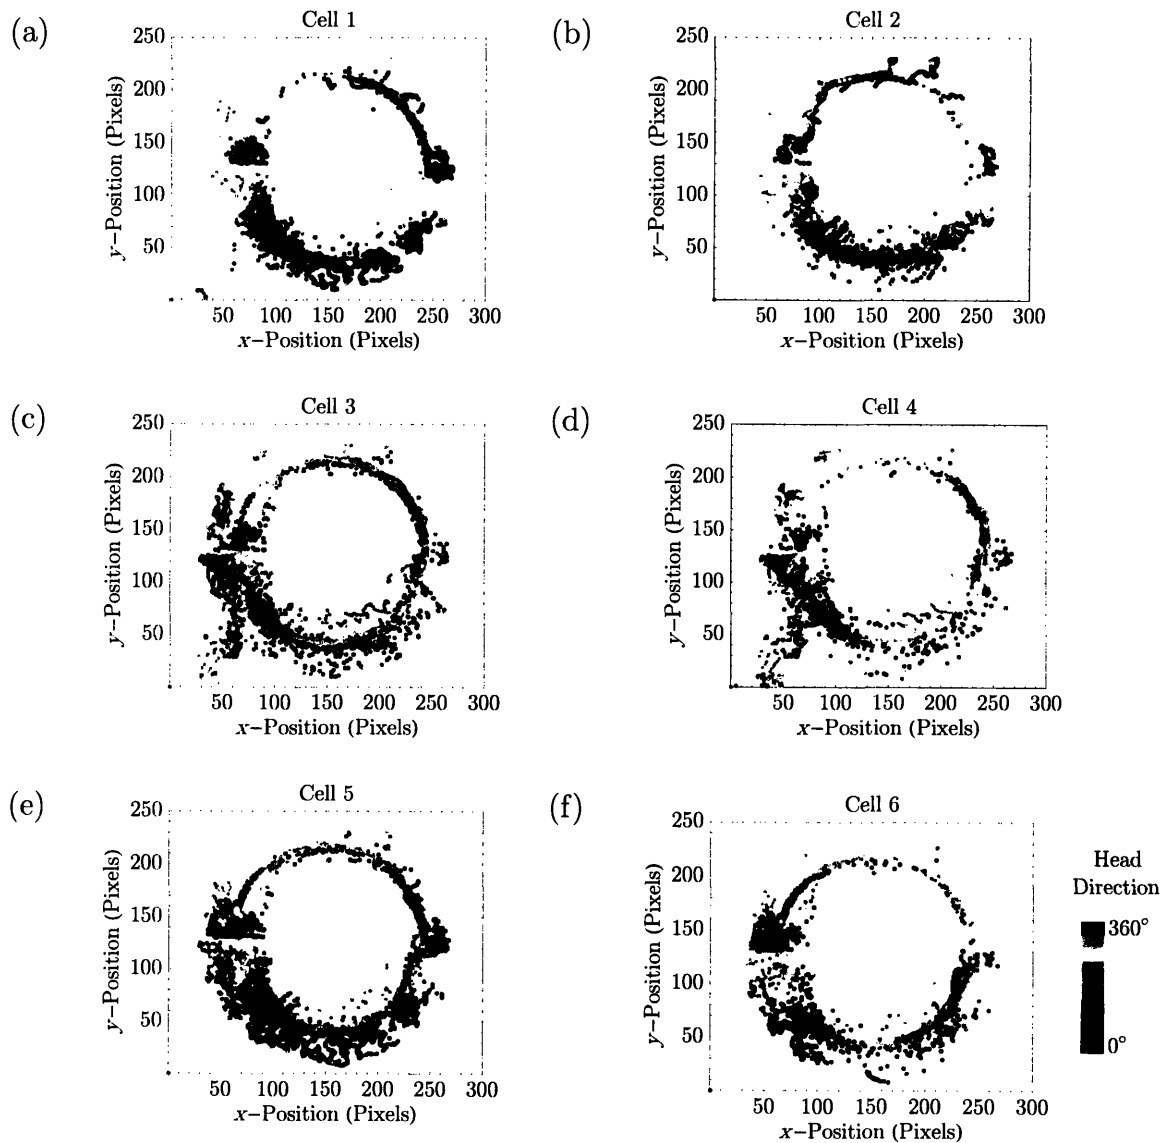 (a)
Cell 1
250
200
150
100
50
y−Position (Pixels)
50 100 150 200 250 300
x−Position (Pixels)
(b)
Cell 2
250
200
150
100
50
y−Position (Pixels)
50 100 150 200 250 300
x−Position (Pixels)
(c)
Cell 3
250
200
150
100
50
y−Position (Pixels)
50 100 150 200 250 300
x−Position (Pixels)
(d)
Cell 4
250
200
150
100
50
y−Position (Pixels)
50 100 150 200 250 300
x−Position (Pixels)
(e)
Cell 5
250
200
150
100
50
y−Position (Pixels)
50 100 150 200 250 300
x−Position (Pixels)
(f)
Cell 6
250
200
150
100
50
y−Position (Pixels)
50 100 150 200 250 300
x−Position (Pixels)
Head
Direction
360°
0°